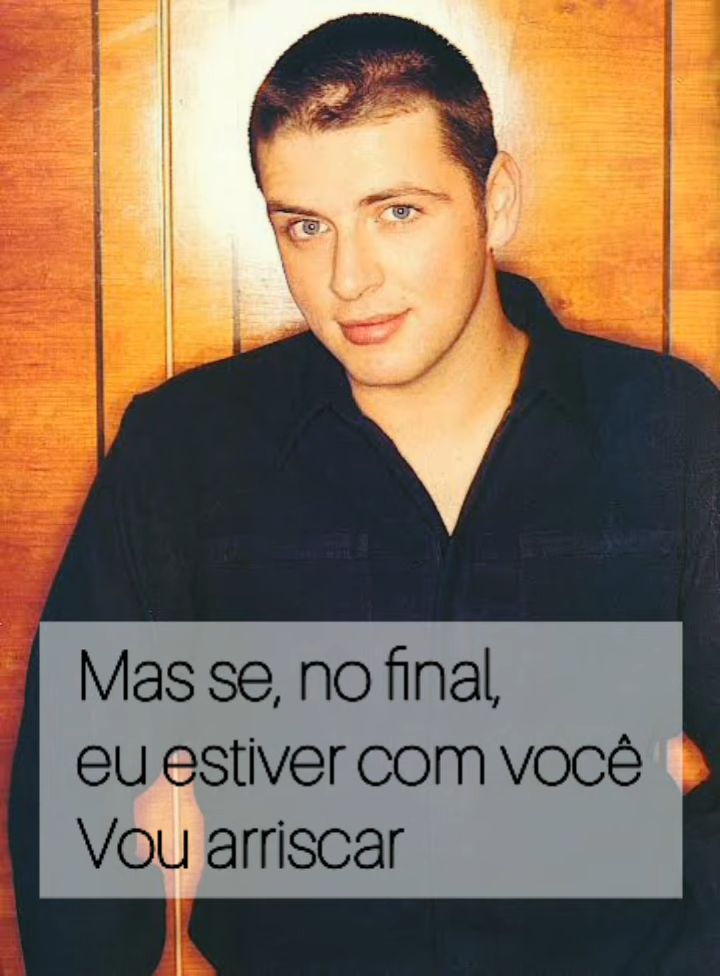 Mas se, no final,
eu estiver com você
Vou arriscar